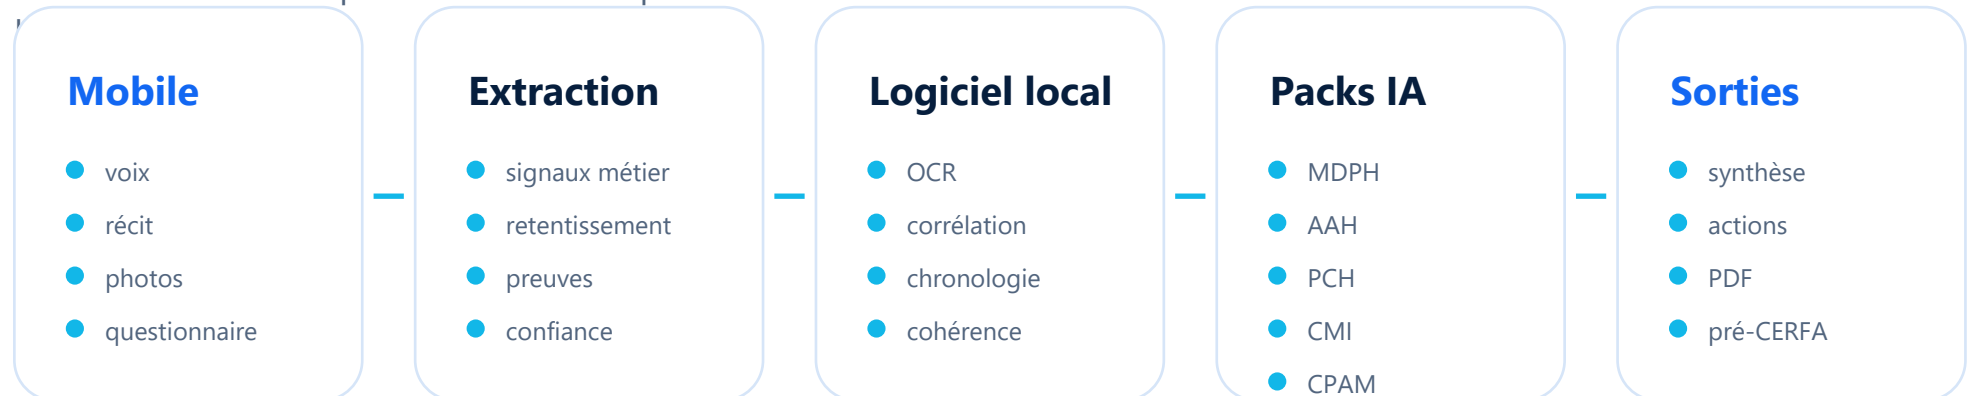 Mobile
voix
récit
photos
questionnaire
Extraction
signaux métier
retentissement
preuves
confiance
Logiciel local
OCR
corrélation
chronologie
cohérence
Packs IA
MDPH
AAH
PCH
CMI
CPAM
Sorties
synthèse
actions
PDF
pré-CERFA